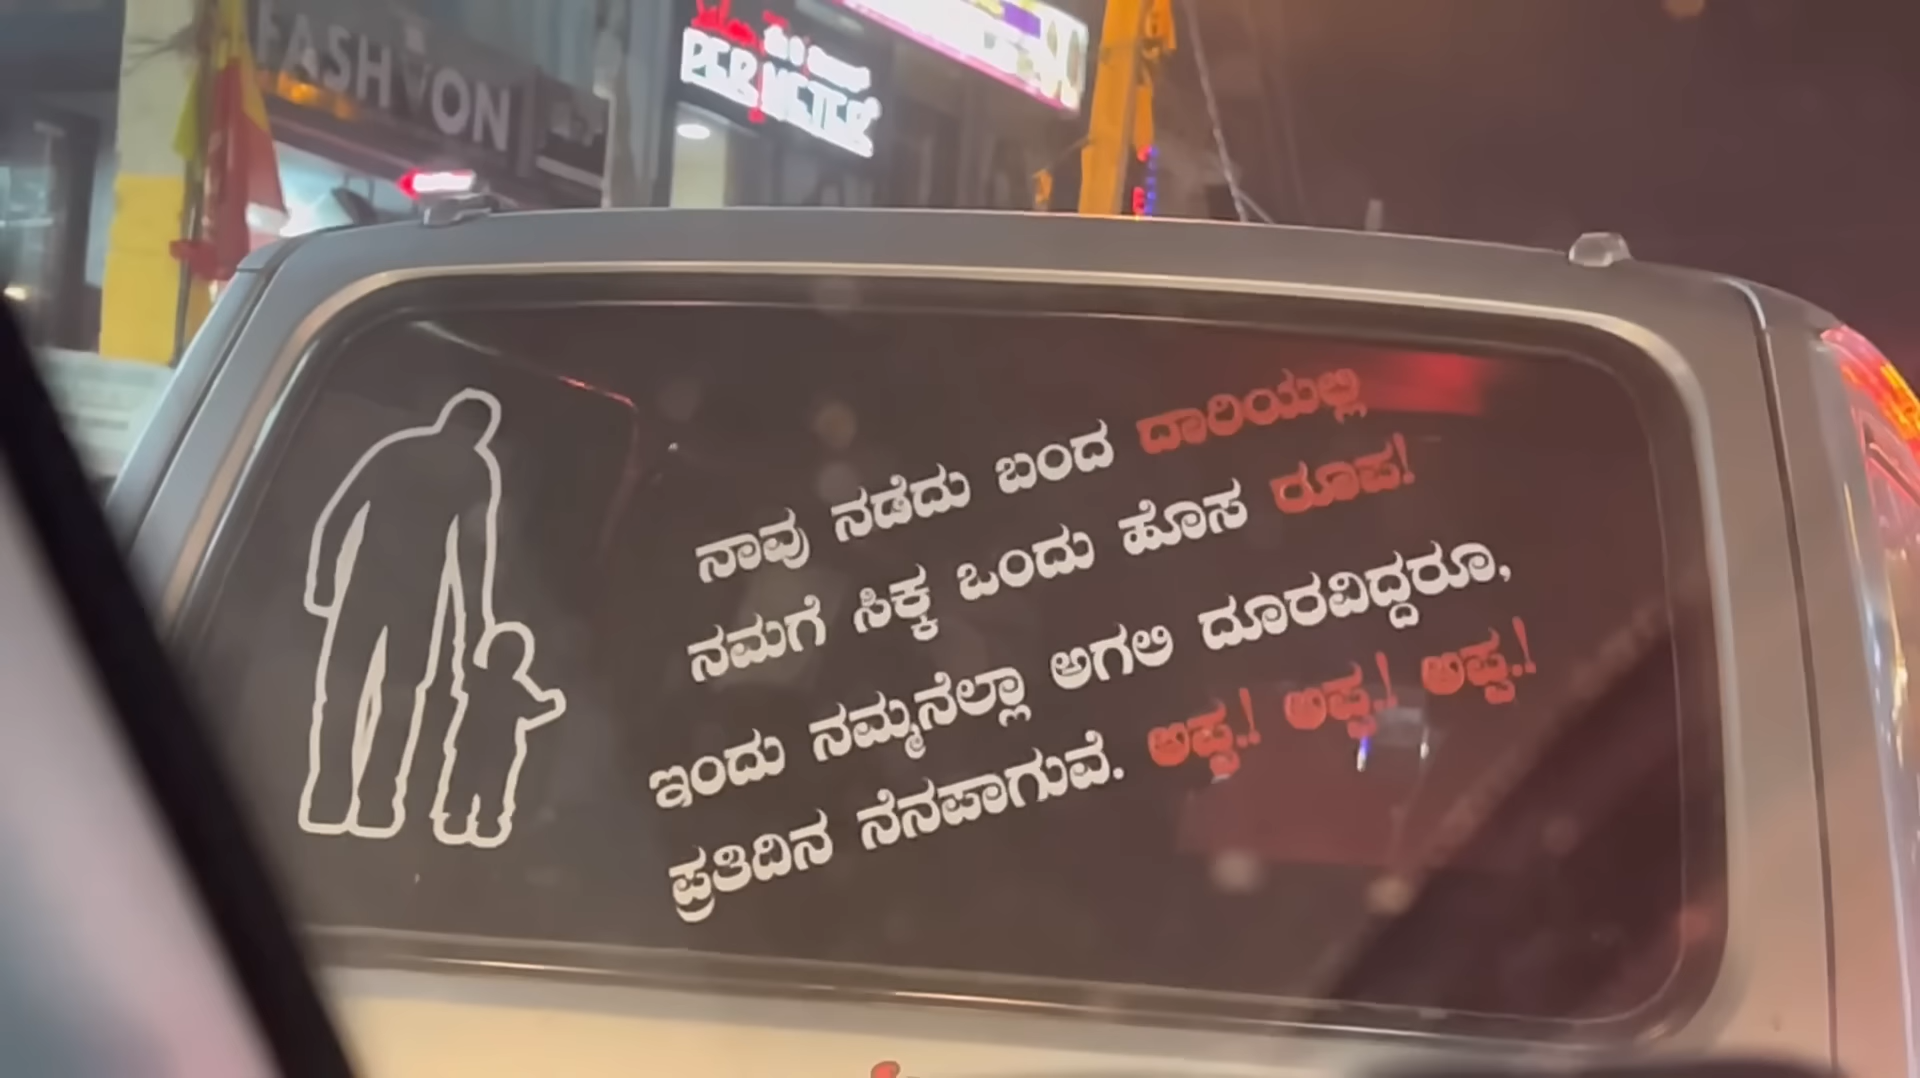 FASHION
ನಾವು ನಡೆದು ಬಂದ ದಾರಿಯಲ್ಲಿ
ನಮಗೆ ಸಿಕ್ಕ ಒಂದು ಹೊಸ ರೂಪ!
ಇಂದು ನಮ್ಮನೆಲ್ಲಾ ಅಗಲಿ ದೂರವಿದ್ದರೂ,
ಪ್ರತಿದಿನ ನೆನಪಾಗುವೆ. ಅಪ್ಪ.! ಅಪ್ಪ.! ಅಪ್ಪ.!